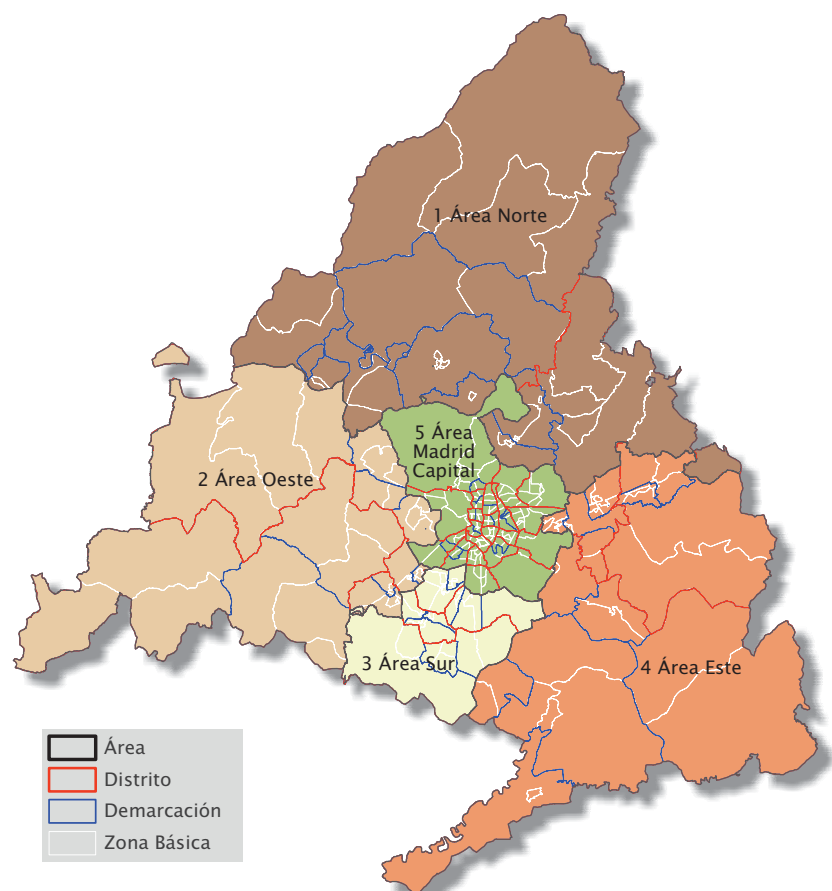 1 Área Norte
5 Área
Madrid
Capital
2 Área Oeste
3 Área Sur
4 Área Este
Área
Distrito
Demarcación
Zona Básica